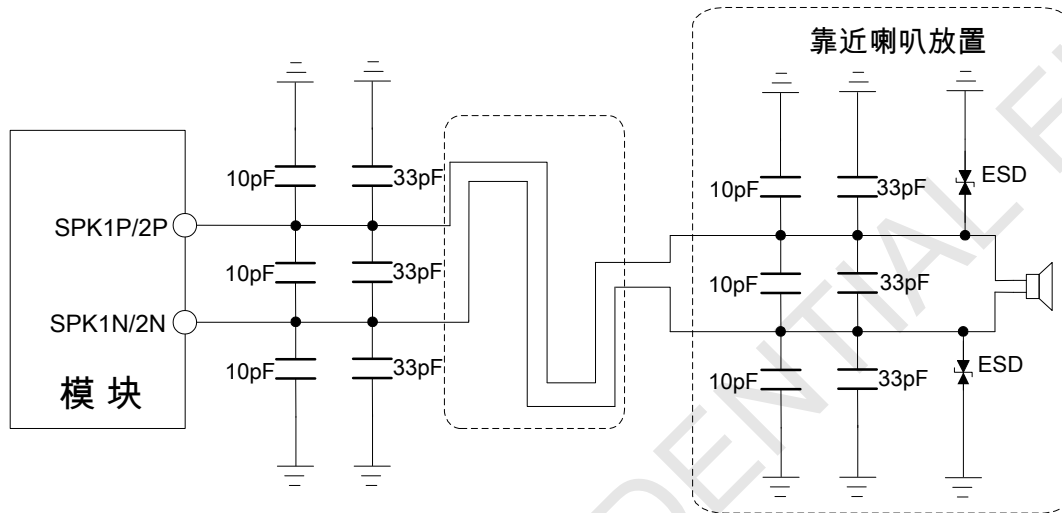 靠近喇叭放置
10pF
33pF
10pF
33pF
ESD
SPK1P/2P
10pF
33pF
10pF
33pF
SPK1N/2N
10pF
33pF
10pF
33pF
ESD
模块
DENTIAL